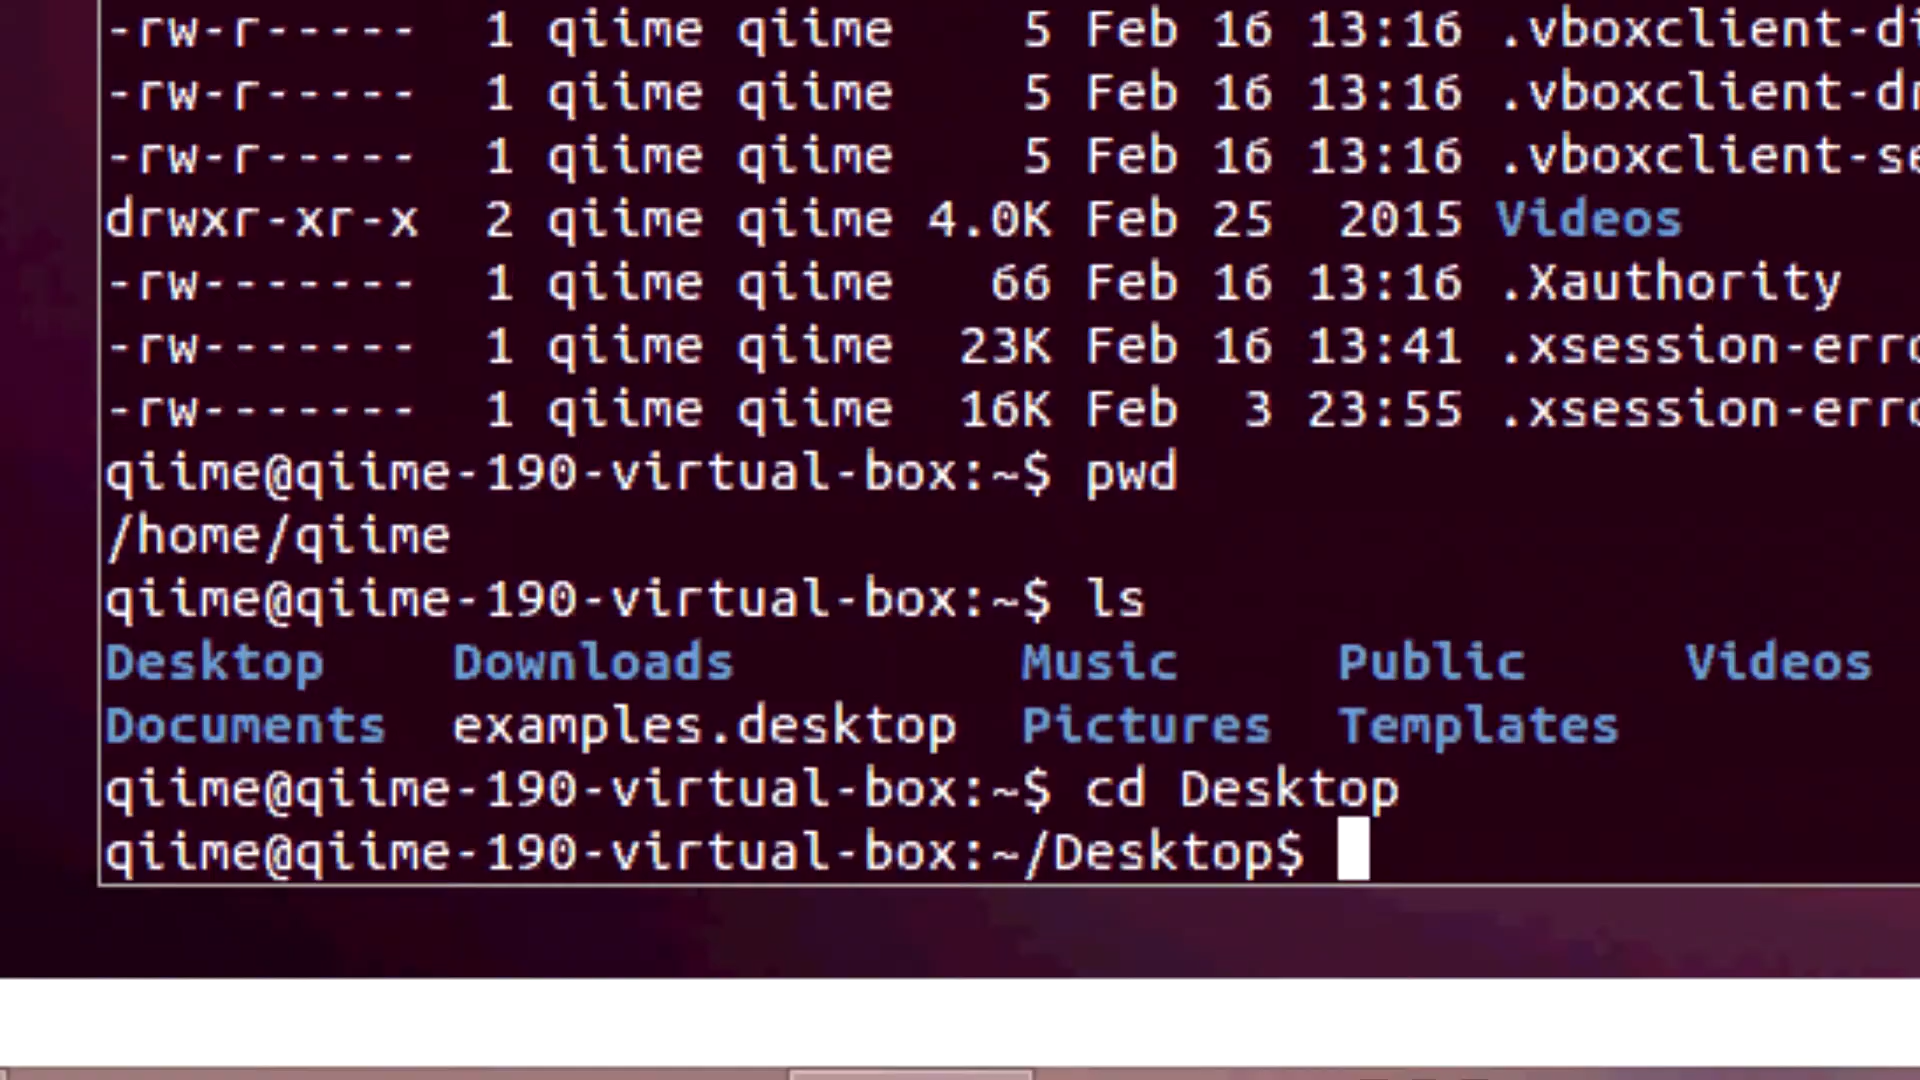 -rw-r----- 1 qiime qiime 5 Feb 16 13:16 .vboxclient-di
-rw-r----- 1 qiime qiime 5 Feb 16 13:16 .vboxclient-dr
-rw-r----- 1 qiime qiime 5 Feb 16 13:16 .vboxclient-se
drwxr-xr-x 2 qiime qiime 4.0K Feb 25 2015 Videos
-rw------- 1 qiime qiime 66 Feb 16 13:16 .Xauthority
-rw------- 1 qiime qiime 23K Feb 16 13:41 .xsession-erro
-rw------- 1 qiime qiime 16K Feb 3 23:55 .xsession-erro
qiime@qiime-190-virtual-box:~$ pwd
/home/qiime
qiime@qiime-190-virtual-box:~$ ls
Desktop Downloads Music Public Videos
Documents examples.desktop Pictures Templates
qiime@qiime-190-virtual-box:~$ cd Desktop
qiime@qiime-190-virtual-box:~/Desktop$